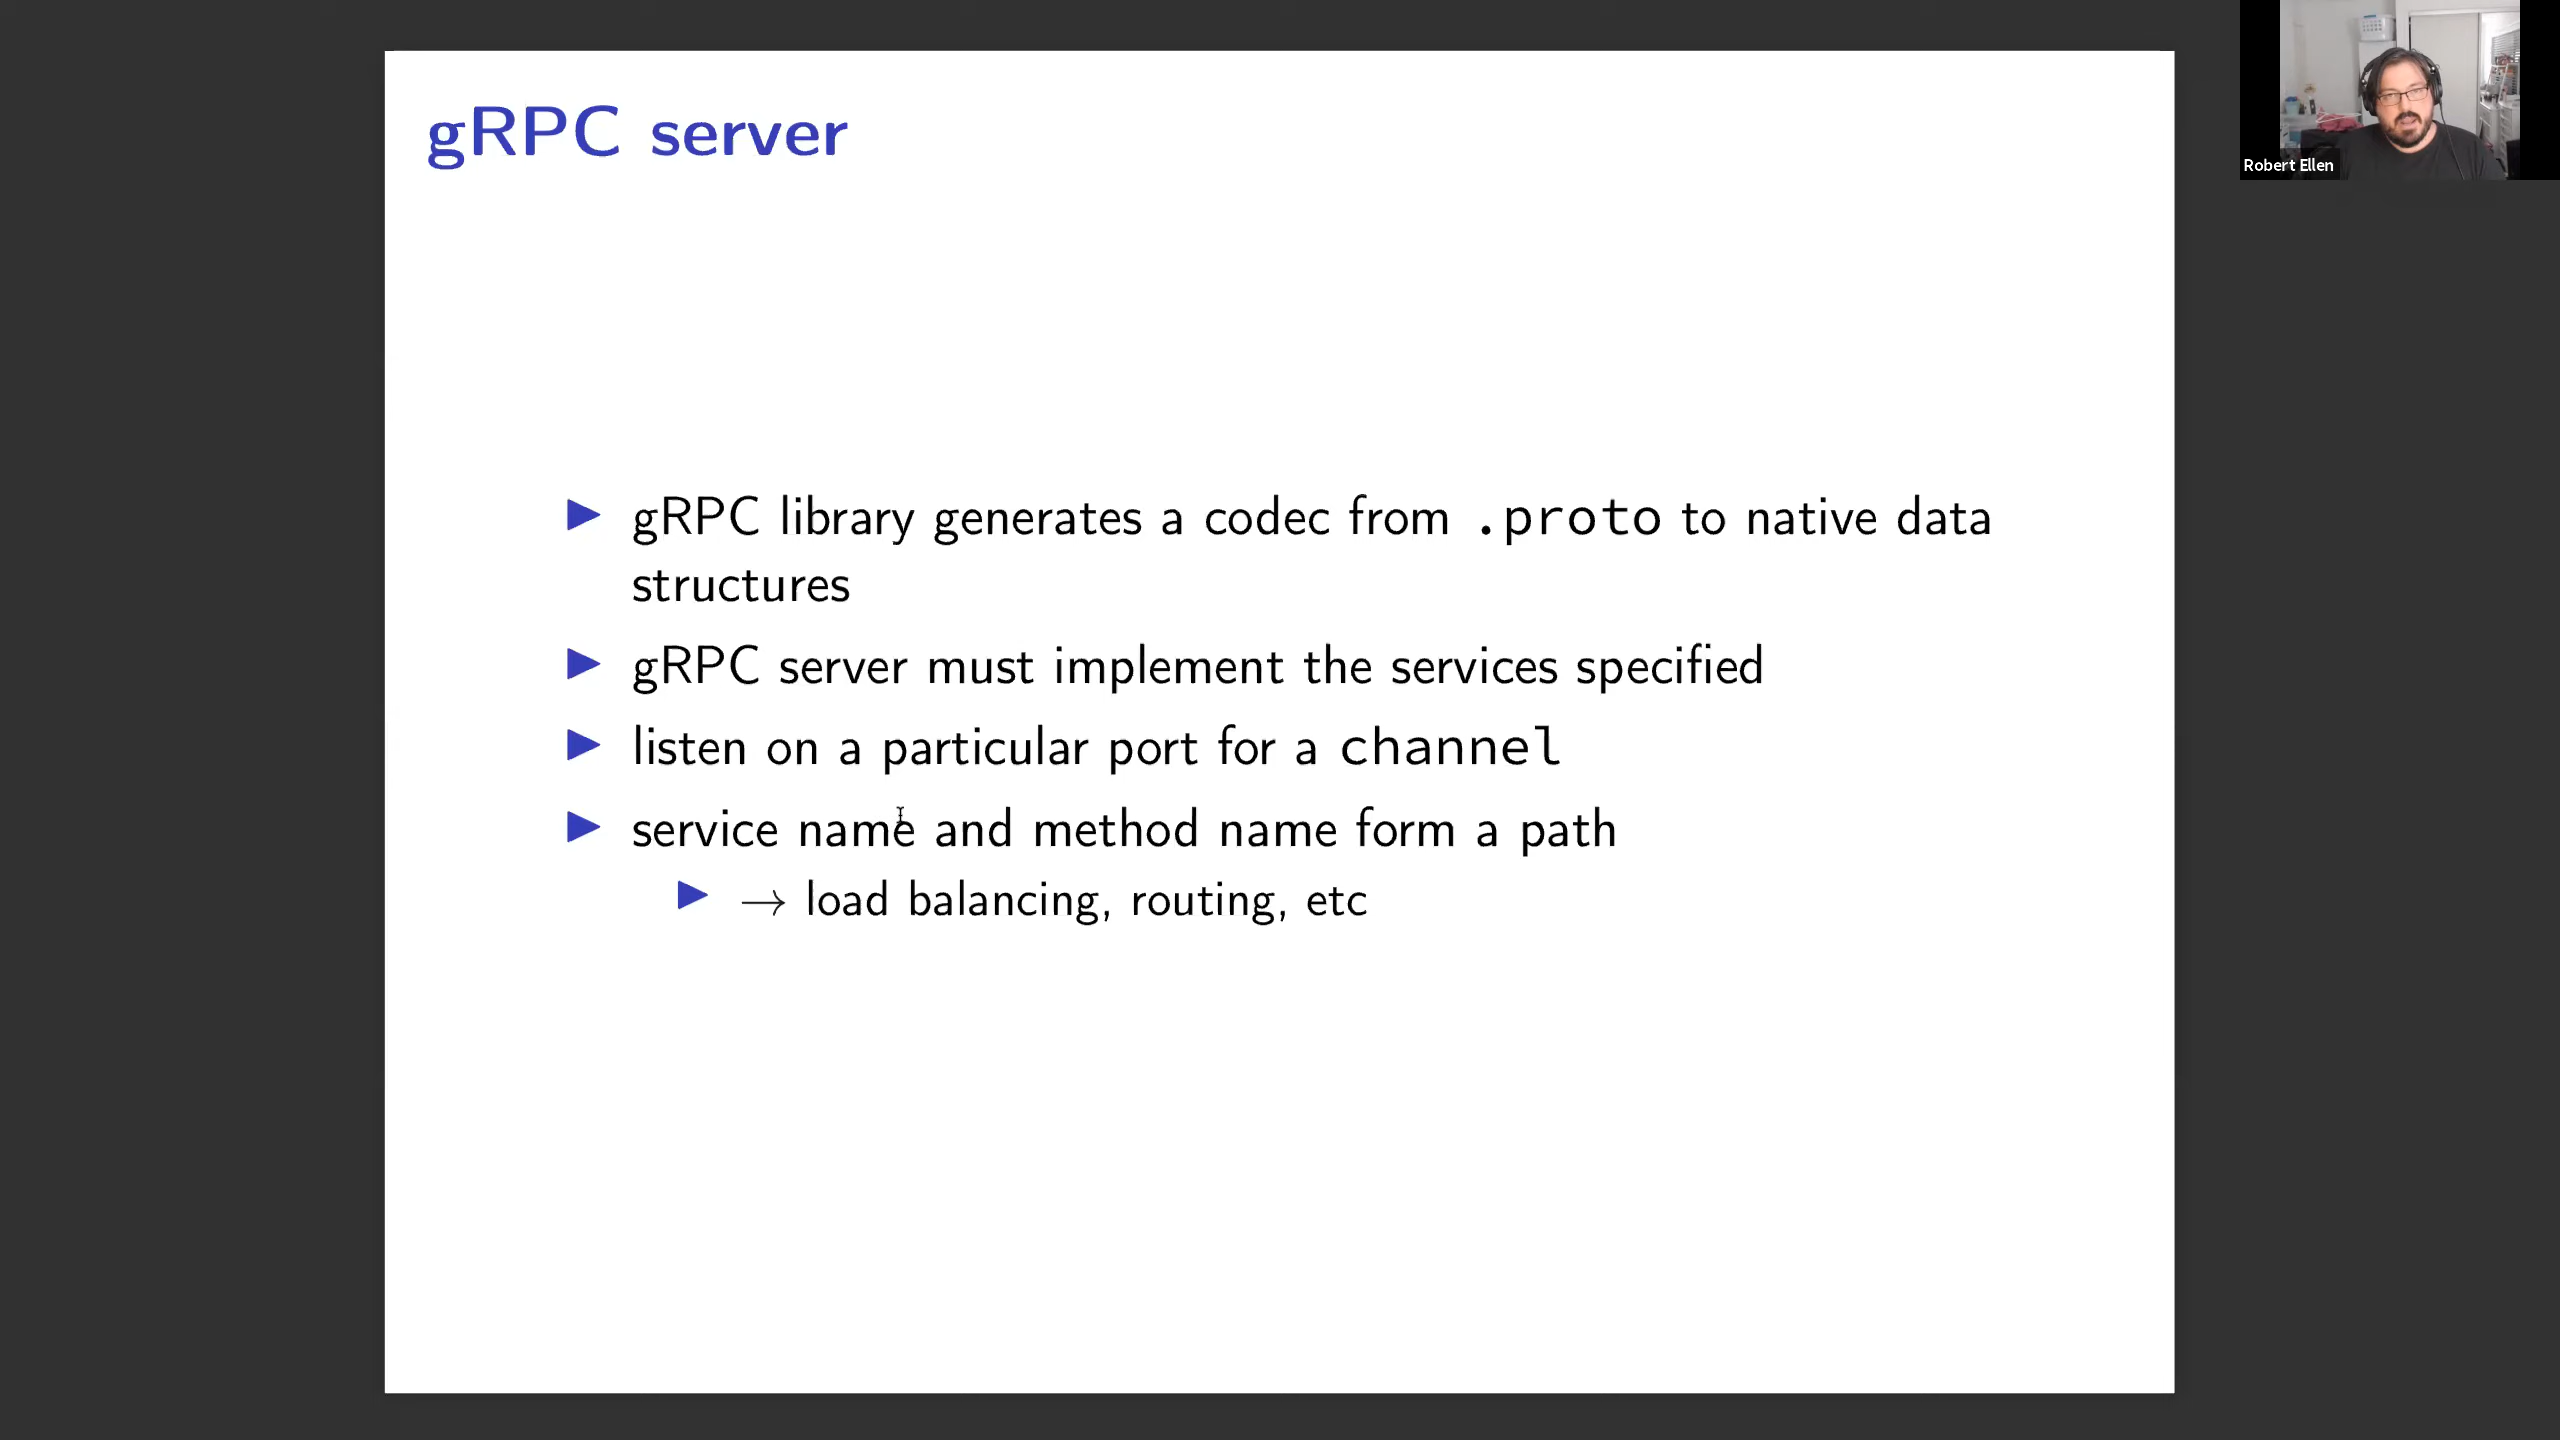 gRPC server
gRPC library generates a codec from .proto to native data
structures
gRPC server must implement the services specified
listen on a particular port for a channel
service name and method name form a path
→ load balancing, routing, etc
Robert Ellen